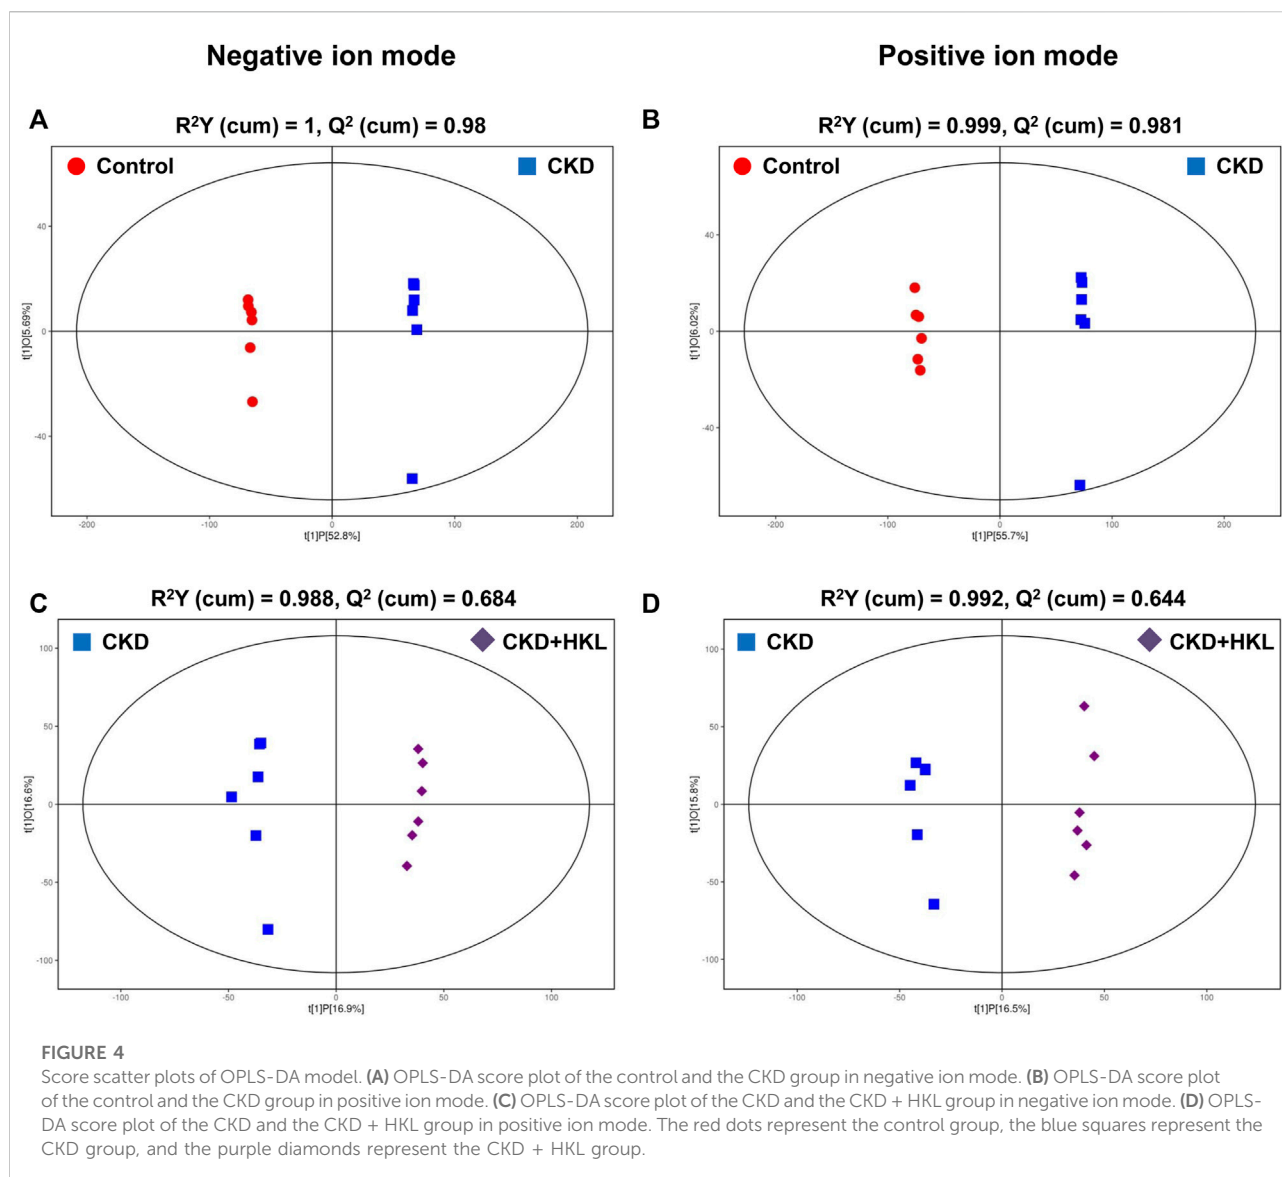 Negative ion mode
Positive ion mode
A
R²Y (cum) = 1, Q² (cum) = 0.98
Control
CKD
40
0
-40
t[1]O[5.69%]
-200
-100
0
100
200
t[1]P[52.8%]
B
R²Y (cum) = 0.999, Q² (cum) = 0.981
Control
CKD
40
0
-40
t[1]O[6.02%]
-200
-100
0
100
200
t[1]P[55.7%]
C
R²Y (cum) = 0.988, Q² (cum) = 0.684
CKD
CKD+HKL
100
50
0
-50
-100
t[1]O[16.6%]
-100
-50
0
50
100
t[1]P[16.9%]
D
R²Y (cum) = 0.992, Q² (cum) = 0.644
CKD
CKD+HKL
100
50
0
-50
-100
t[1]O[15.8%]
-100
-50
0
50
100
t[1]P[16.5%]
FIGURE 4
Score scatter plots of OPLS-DA model. (A) OPLS-DA score plot of the control and the CKD group in negative ion mode. (B) OPLS-DA score plot
of the control and the CKD group in positive ion mode. (C) OPLS-DA score plot of the CKD and the CKD + HKL group in negative ion mode. (D) OPLS-
DA score plot of the CKD and the CKD + HKL group in positive ion mode. The red dots represent the control group, the blue squares represent the
CKD group, and the purple diamonds represent the CKD + HKL group.